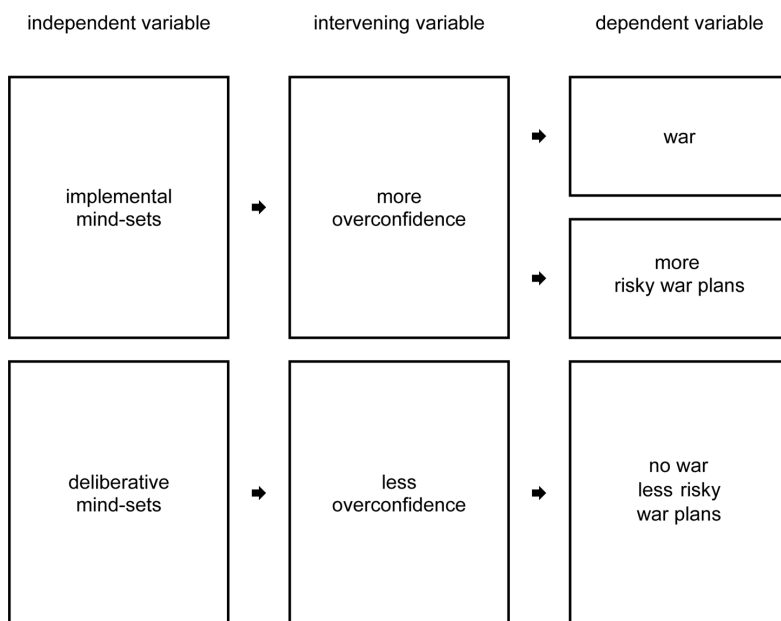 independent variable
intervening variable
dependent variable
implemental
mind-sets
more
overconfidence
war
more
risky war plans
deliberative
mind-sets
less
overconfidence
no war
less risky
war plans